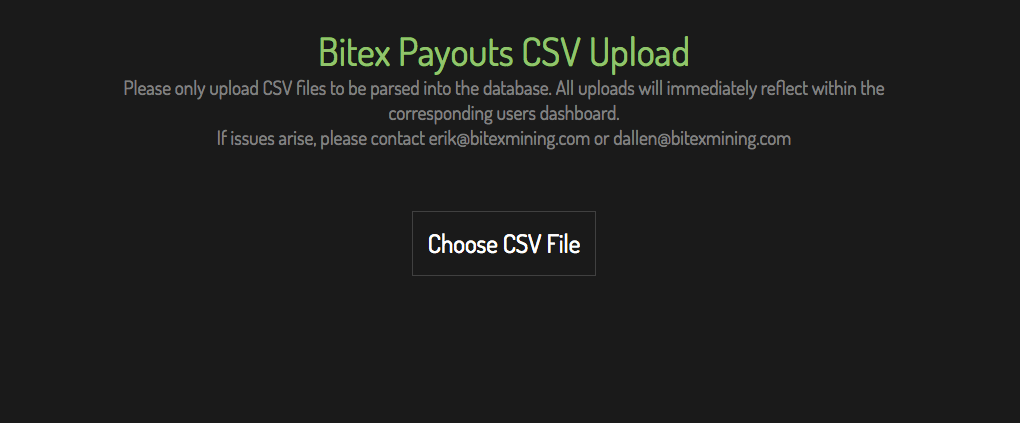 Bitex Payouts CSV Upload
Please only upload CSV files to be parsed into the database. All uploads will immediately reflect within the
corresponding users dashboard.
If issues arise, please contact erik@bitexmining.com or dallen@bitexmining.com
Choose CSV File